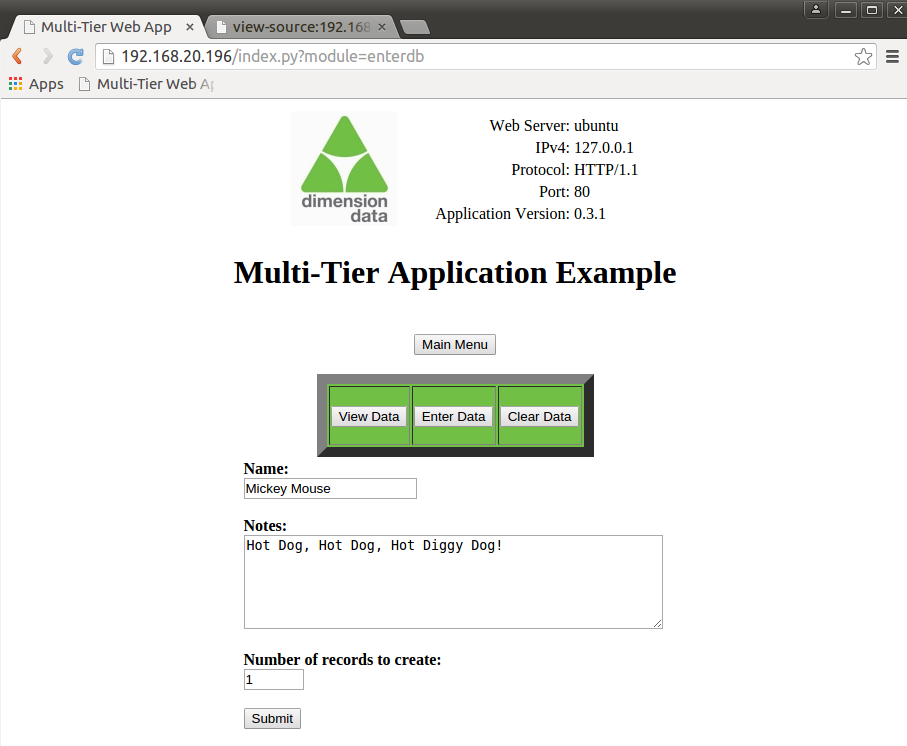 Multi-Tier Web App × view-source:192.168 ×
192.168.20.196/index.py?module=enterdb
Apps Multi-Tier Web Ap
dimension
data
Web Server: ubuntu
IPv4: 127.0.0.1
Protocol: HTTP/1.1
Port: 80
Application Version: 0.3.1
Multi-Tier Application Example
Main Menu
View Data Enter Data Clear Data
Name:
Mickey Mouse
Notes:
Hot Dog, Hot Dog, Hot Diggy Dog!
Number of records to create:
1
Submit